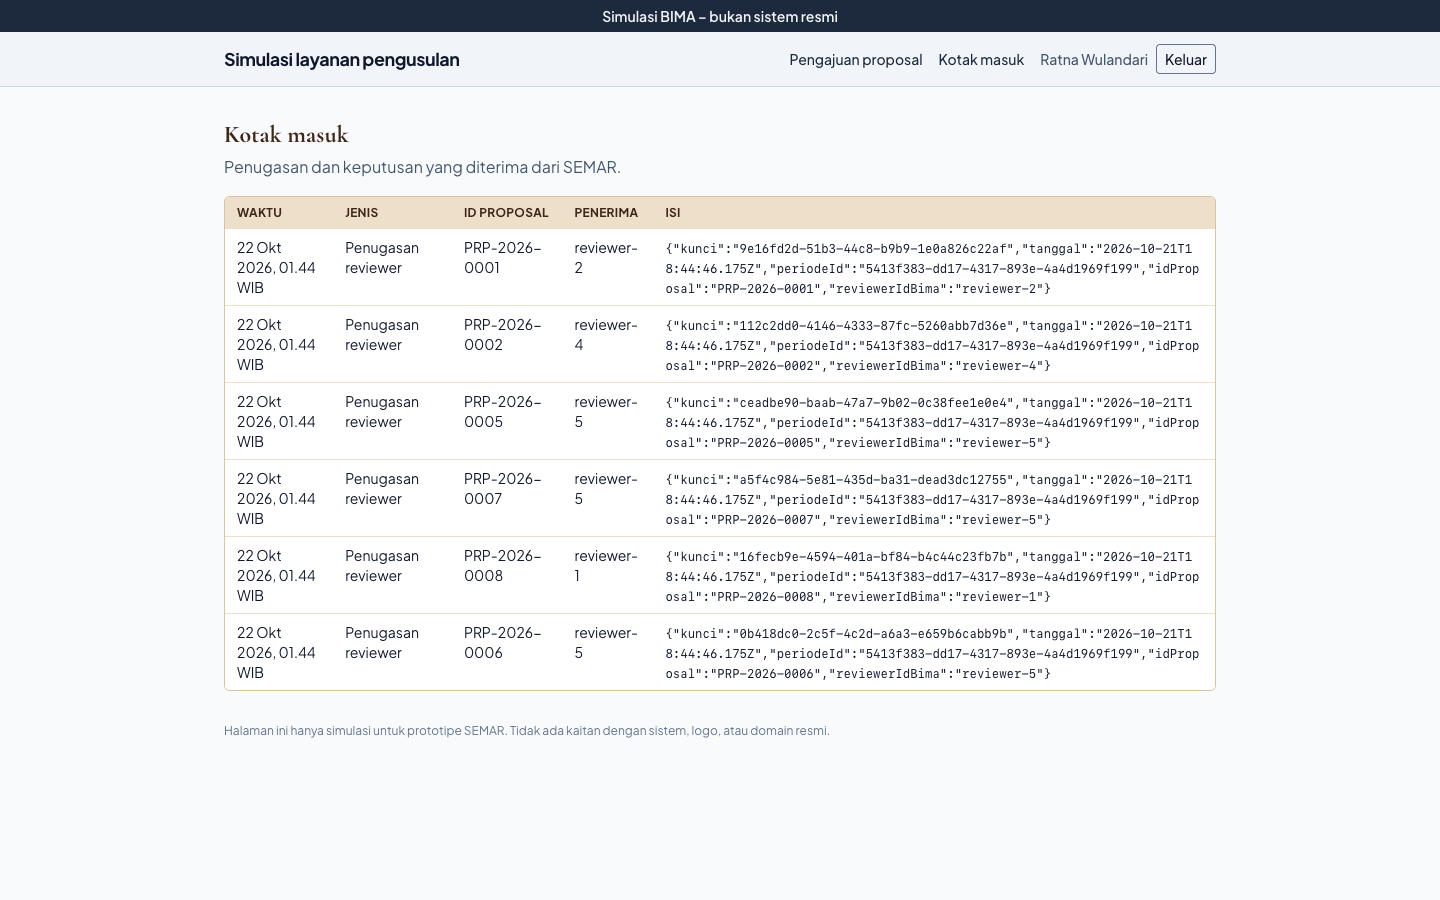 Simulasi BIMA – bukan sistem resmi
Simulasi layanan pengusulan
Pengajuan proposal
Kotak masuk
Ratna Wulandari
Keluar
Kotak masuk
Penugasan dan keputusan yang diterima dari SEMAR.
WAKTU JENIS ID PROPOSAL PENERIMA ISI
22 Okt 
2026, 01.44
WIB
Penugasan
reviewer
PRP-2026-
0001
reviewer-
2
{"kunci":"9e16fd2d-51b3-44c8-b9b9-1e0a826c22af","tanggal":"2026-10-21T1
8:44:46.175Z","periodeId":"5413f383-dd17-4317-893e-4a4d1969f199","idProp
osal":"PRP-2026-0001","reviewerIdBima":"reviewer-2"}
22 Okt
2026, 01.44
WIB
Penugasan
reviewer
PRP-2026-
0002
reviewer-
4
{"kunci":"112c2dd0-4146-4333-87fc-5260abb7d36e","tanggal":"2026-10-21T1
8:44:46.175Z","periodeId":"5413f383-dd17-4317-893e-4a4d1969f199","idProp
osal":"PRP-2026-0002","reviewerIdBima":"reviewer-4"}
22 Okt
2026, 01.44
WIB
Penugasan
reviewer
PRP-2026-
0005
reviewer-
5
{"kunci":"ceadbe90-baab-47a7-9b02-0c38fee1e0e4","tanggal":"2026-10-21T1
8:44:46.175Z","periodeId":"5413f383-dd17-4317-893e-4a4d1969f199","idProp
osal":"PRP-2026-0005","reviewerIdBima":"reviewer-5"}
22 Okt
2026, 01.44
WIB
Penugasan
reviewer
PRP-2026-
0007
reviewer-
5
{"kunci":"a5f4c984-5e81-435d-ba31-dead3dc12755","tanggal":"2026-10-21T1
8:44:46.175Z","periodeId":"5413f383-dd17-4317-893e-4a4d1969f199","idProp
osal":"PRP-2026-0007","reviewerIdBima":"reviewer-5"}
22 Okt
2026, 01.44
WIB
Penugasan
reviewer
PRP-2026-
0008
reviewer-
1
{"kunci":"16fecb9e-4594-401a-bf84-b4c44c23fb7b","tanggal":"2026-10-21T1
8:44:46.175Z","periodeId":"5413f383-dd17-4317-893e-4a4d1969f199","idProp
osal":"PRP-2026-0008","reviewerIdBima":"reviewer-1"}
22 Okt
2026, 01.44
WIB
Penugasan
reviewer
PRP-2026-
0006
reviewer-
5
{"kunci":"0b418dc0-2c5f-4c2d-a6a3-e659b6cabb9b","tanggal":"2026-10-21T1
8:44:46.175Z","periodeId":"5413f383-dd17-4317-893e-4a4d1969f199","idProp
osal":"PRP-2026-0006","reviewerIdBima":"reviewer-5"}
Halaman ini hanya simulasi untuk prototipe SEMAR. Tidak ada kaitan dengan sistem, logo, atau domain resmi.